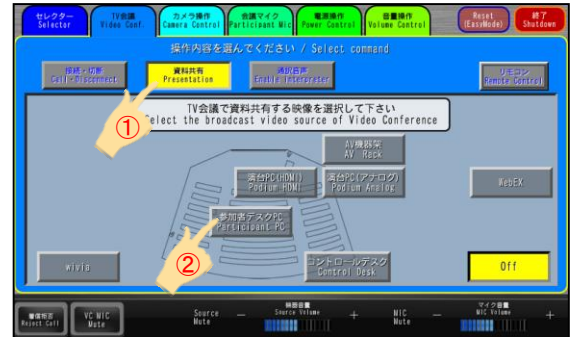 セレクター
Selector
TV会議
Video Conf.
カメラ操作
Camera Control
会議マイク
Participant Mic
電源操作
Power Control
音量操作
Volume Control
Reset
(EasyMode)
終了
Shutdown
操作内容を選んでください / Select command
接続・切断
Call・Disconnect
資料共有
Presentation
通訳音声
Enable Interpreter
リモコン
Remote Control
①
TV会議で資料共有する映像を選択して下さい
Select the broadcast video source of Video Conference
AV機器架
AV Rack
演台PC(HDMI)
Podium HDMI
演台PC(アナログ)
Podium Analog
WebEX
参加者デスクPC
Participant PC
②
wivia
コントロールデスク
Control Desk
Off
着信拒否
Reject Call
VC MIC
Mute
Source
Mute
−
映音音量
Source Volume
+
MIC
Mute
−
マイク音量
MIC Volume
+